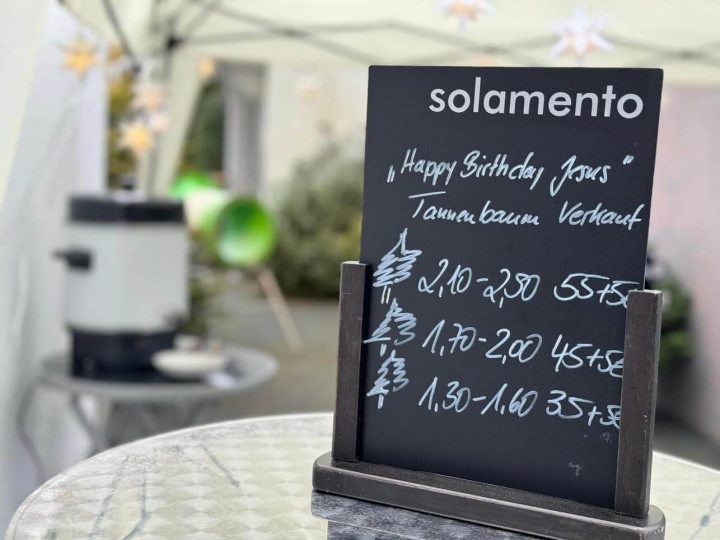 solamento
„Happy Birthday Jesus“
Tannenbaum Verkauf
2,10-2,50 55+5€
1,70-2,00 45+5€
1,30-1,60 35+5€